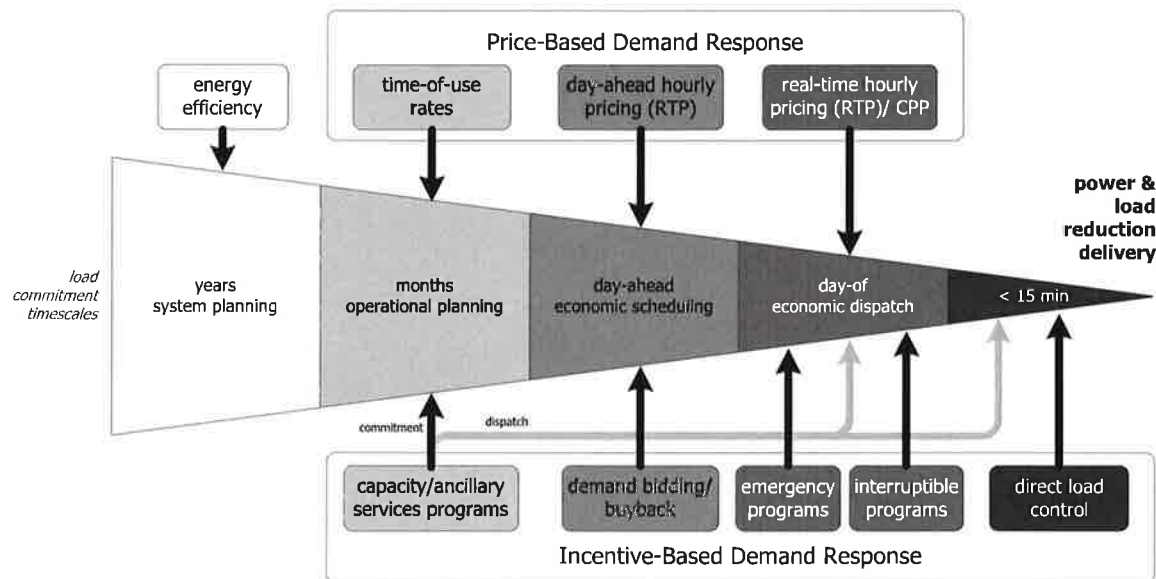 Price-Based Demand Response
energy
efficiency
time-of-use
rates
day-ahead hourly
pricing (RTP)
real-time hourly
pricing (RTP)/ CPP
power &
load
reduction
delivery
load
commitment
timescales
years
system planning
months
operational planning
day-ahead
economic scheduling
day-of
economic dispatch
< 15 min
commitment
dispatch
capacity/ancillary
services programs
demand bidding/
buyback
emergency
programs
interruptible
programs
direct load
control
Incentive-Based Demand Response